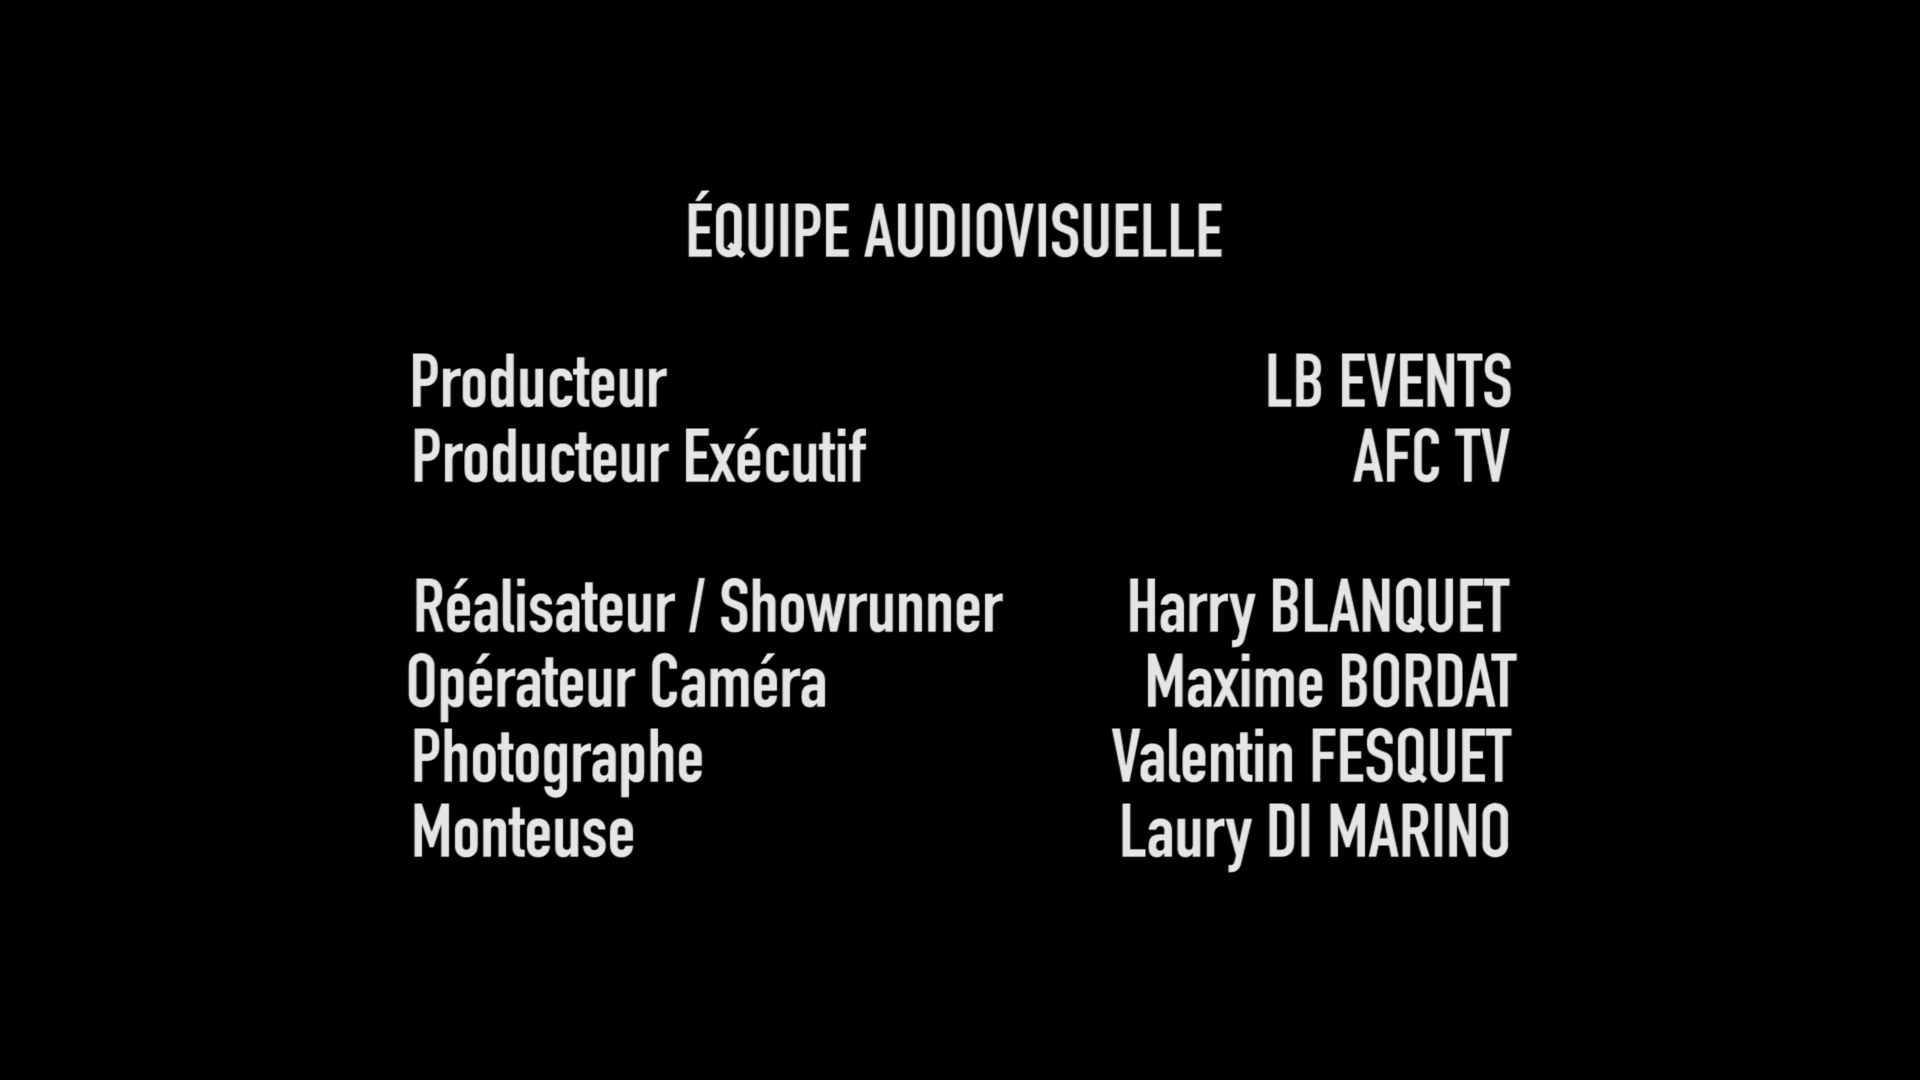 ÉQUIPE AUDIOVISUELLE
Producteur LB EVENTS
Producteur Exécutif AFC TV
Réalisateur / Showrunner Harry BLANQUET
Opérateur Caméra Maxime BORDAT
Photographe Valentin FESQUET
Monteuse Laury DI MARINO